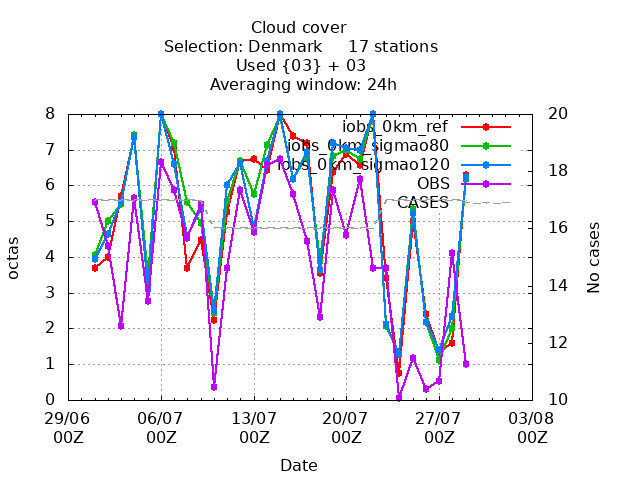 Cloud cover
Selection: Denmark 17 stations
Used {03} + 03
Averaging window: 24h
iobs_0km_ref
iobs_0km_sigmao80
iobs_0km_sigmao120
OBS
CASES
octas
8
7
6
5
4
3
2
1
0
No cases
20
18
16
14
12
10
29/06 06/07 13/07 20/07 27/07 03/08
00Z 00Z 00Z 00Z 00Z 00Z
Date